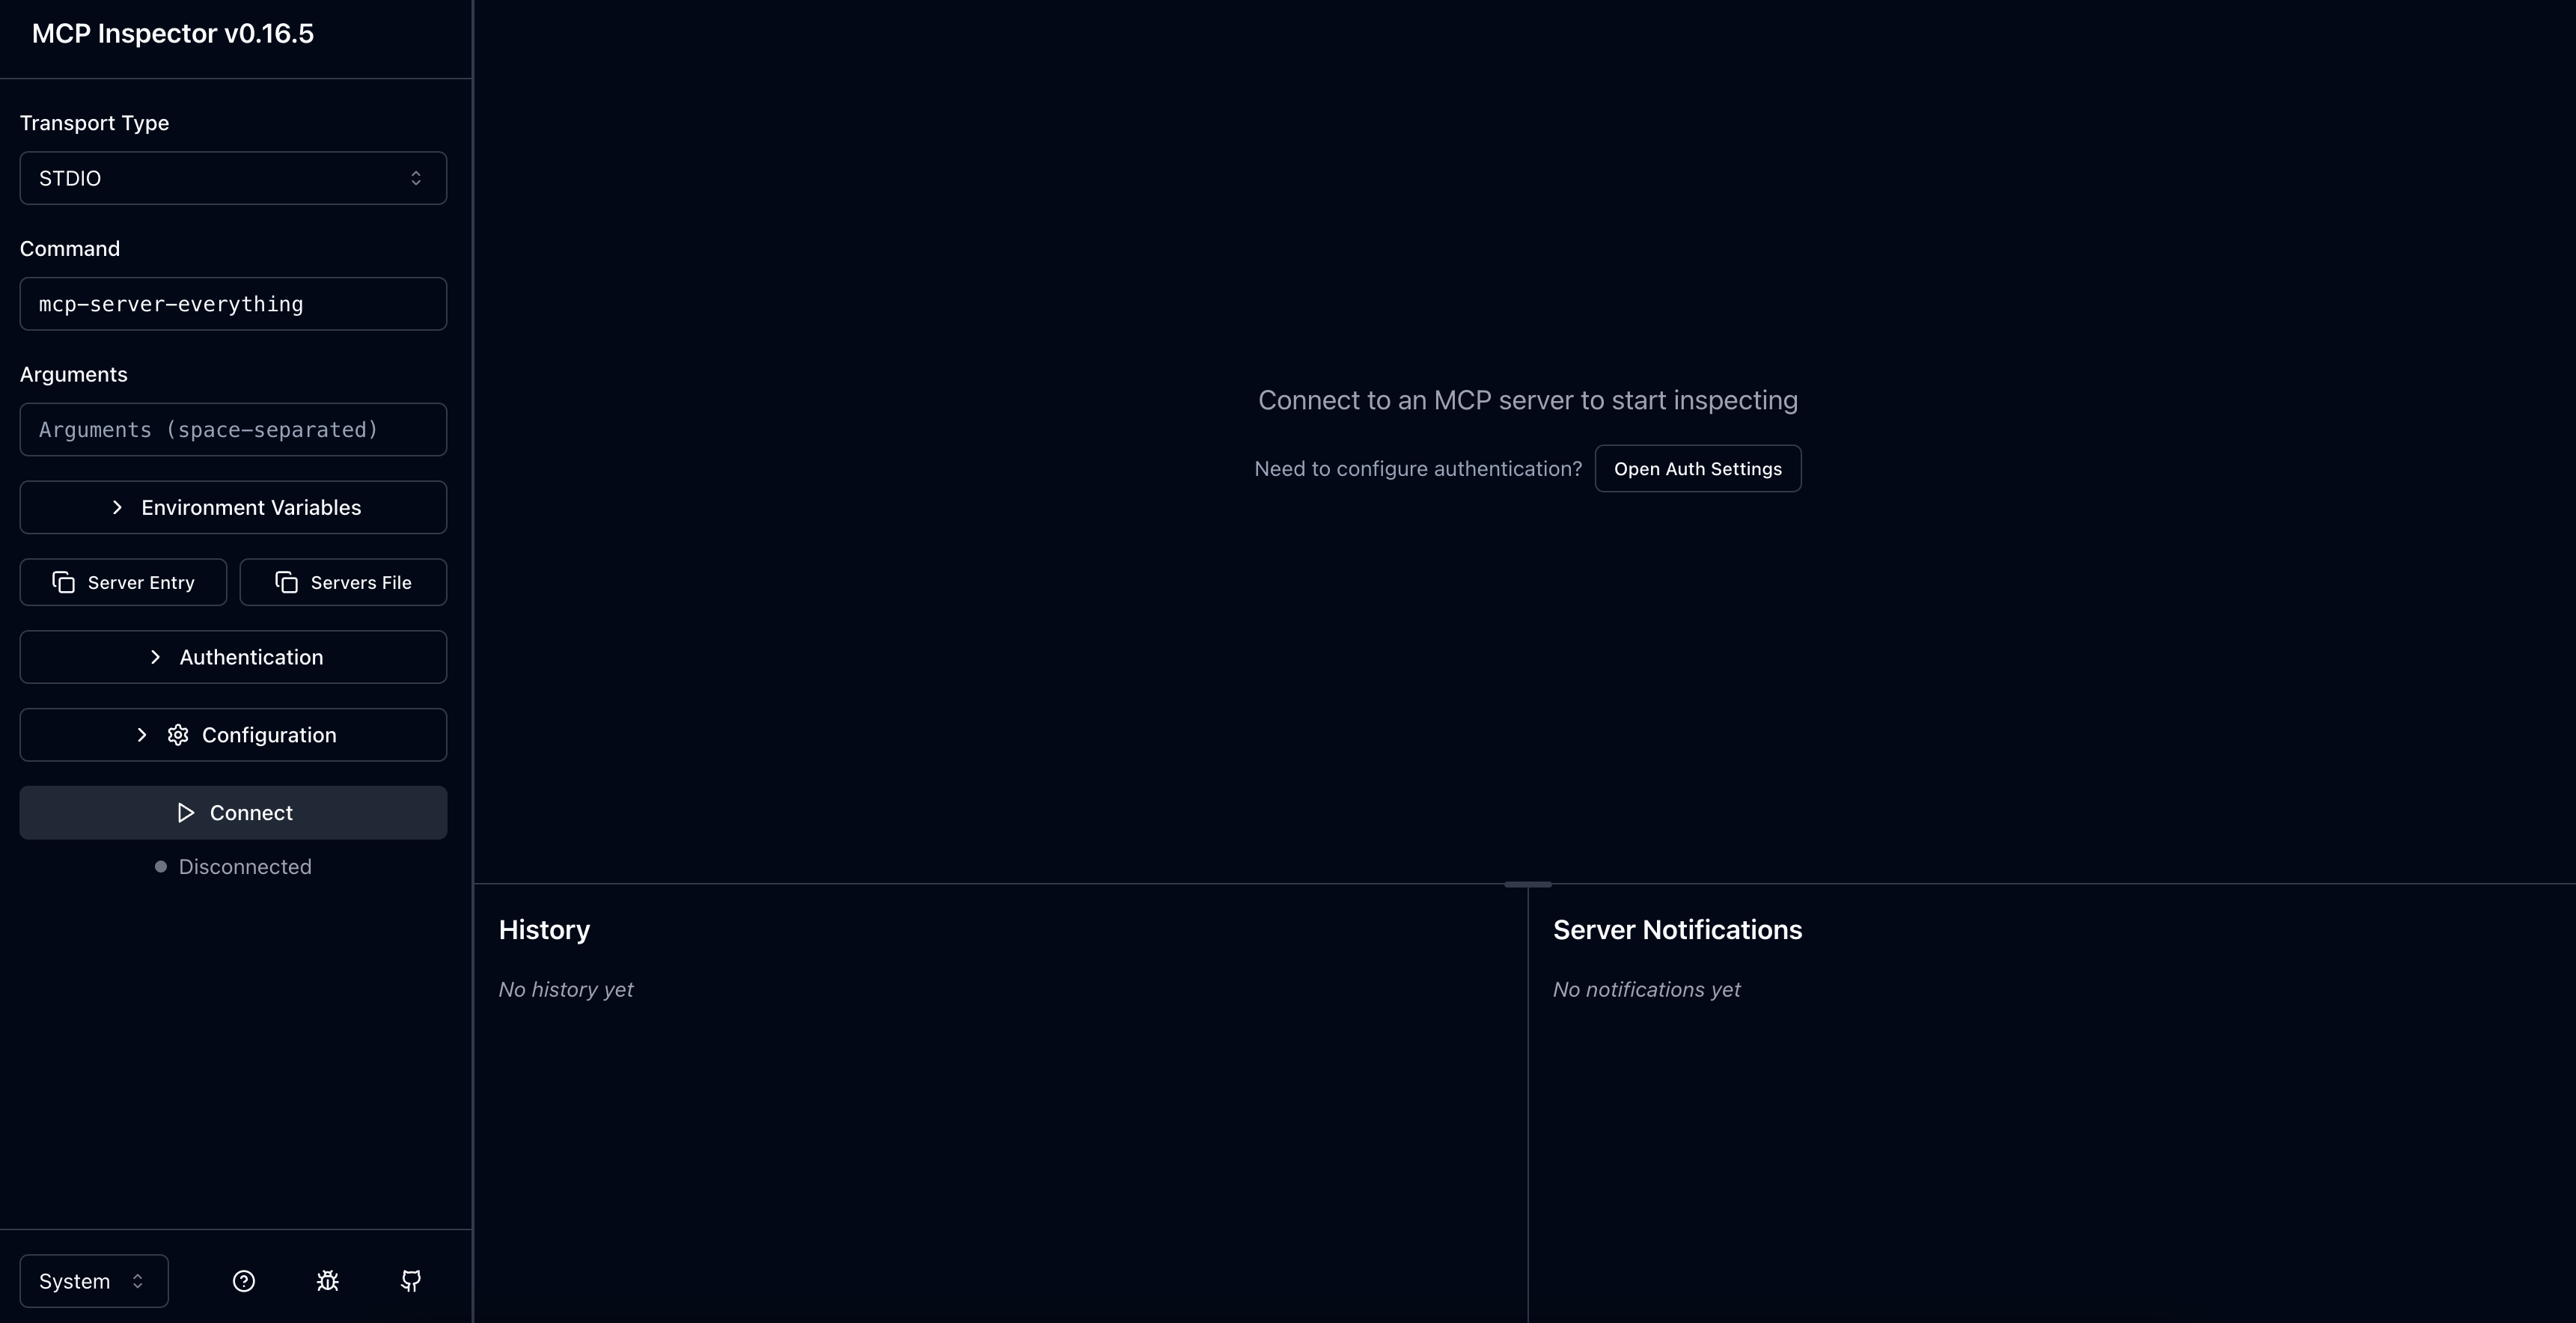 MCP Inspector v0.16.5
Transport Type
STDIO
Command
mcp-server-everything
Arguments
Arguments (space-separated)
Environment Variables
Server Entry
Servers File
Authentication
Configuration
Connect
Disconnected
System
Connect to an MCP server to start inspecting
Need to configure authentication?
Open Auth Settings
History
No history yet
Server Notifications
No notifications yet